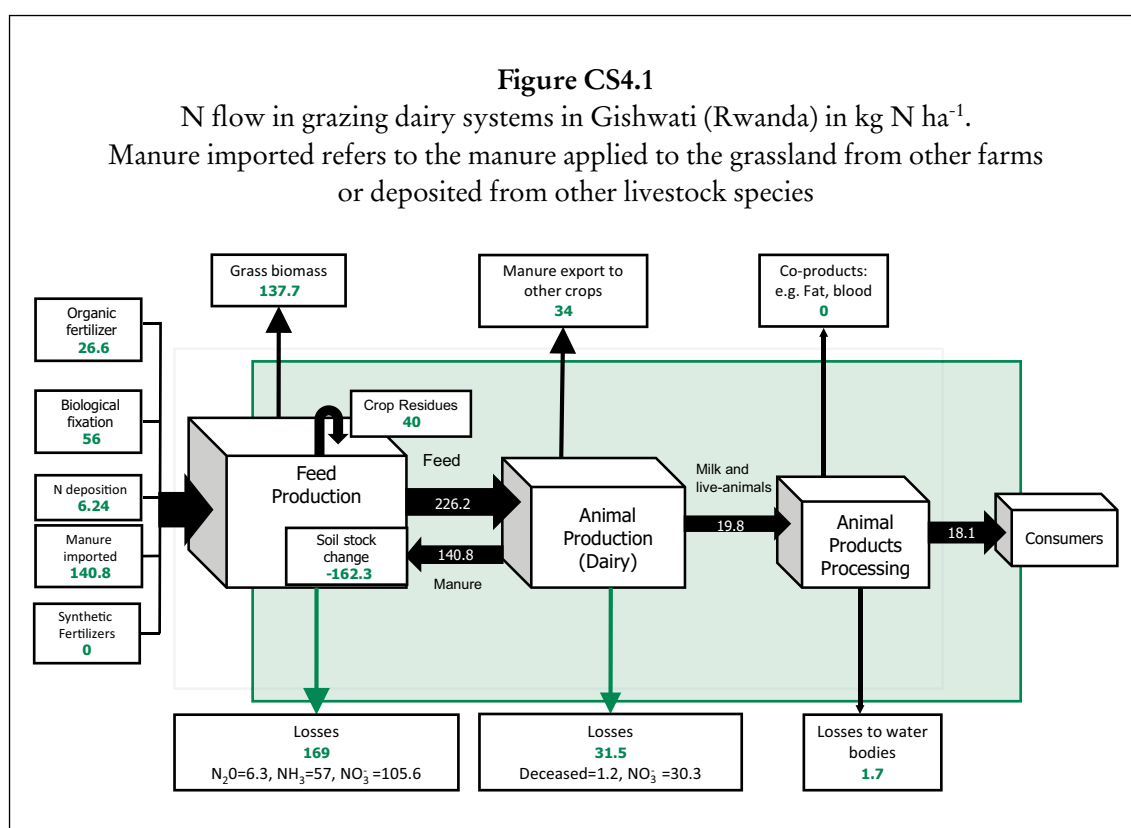 Figure CS4.1
N flow in grazing dairy systems in Gishwati (Rwanda) in kg N ha⁻¹.
Manure imported refers to the manure applied to the grassland from other farms
or deposited from other livestock species
Grass biomass
137.7
Manure export to
other crops
34
Co-products:
e.g. Fat, blood
0
Organic
fertilizer
26.6
Biological
fixation
56
N deposition
6.24
Manure
imported
140.8
Synthetic
Fertilizers
0
Crop Residues
40
Feed
Production
Feed
226.2
Soil stock
change
-162.3
140.8
Manure
Animal
Production
(Dairy)
Milk and
live-animals
19.8
Animal
Products
Processing
18.1
Consumers
Losses
169
N₂0=6.3, NH₃=57, NO₃⁻=105.6
Losses
31.5
Deceased=1.2, NO₃⁻=30.3
Losses to water
bodies
1.7